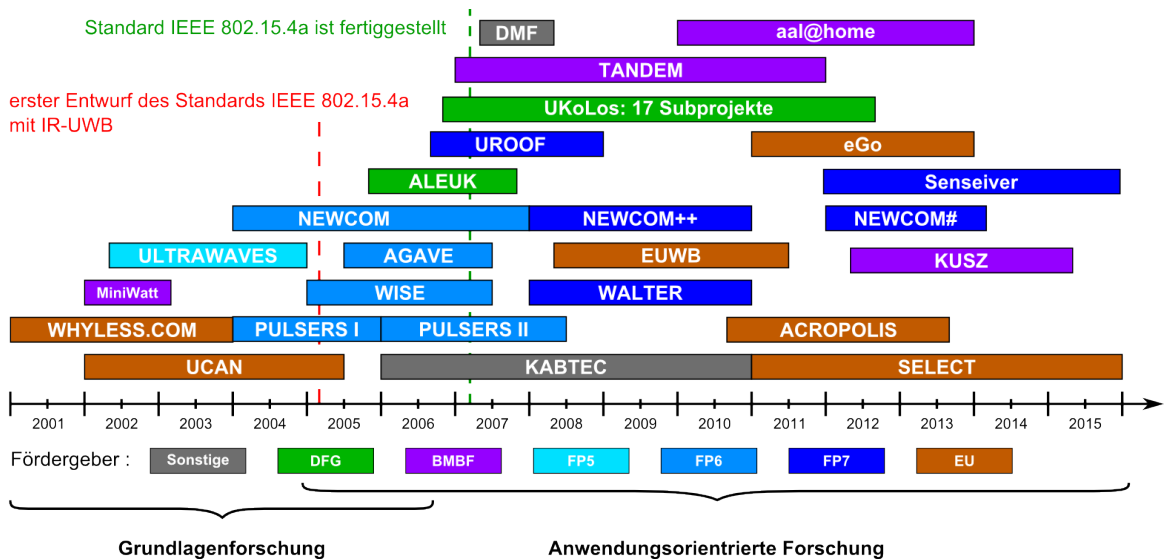 Standard IEEE 802.15.4a ist fertiggestellt
DMF
aal@home
TANDEM
erster Entwurf des Standards IEEE 802.15.4a
mit IR-UWB
UKoLos: 17 Subprojekte
UROOF
eGo
ALEUK
Senseiver
NEWCOM
NEWCOM++
NEWCOM#
ULTRAWAVES
AGAVE
EUWB
KUSZ
MiniWatt
WISE
WALTER
WHYLESS.COM
PULSERS I
PULSERS II
ACROPOLIS
UCAN
KABTEC
SELECT
2001 2002 2003 2004 2005 2006 2007 2008 2009 2010 2011 2012 2013 2014 2015
Fördergeber : Sonstige DFG BMBF FP5 FP6 FP7 EU
Grundlagenforschung
Anwendungsorientierte Forschung